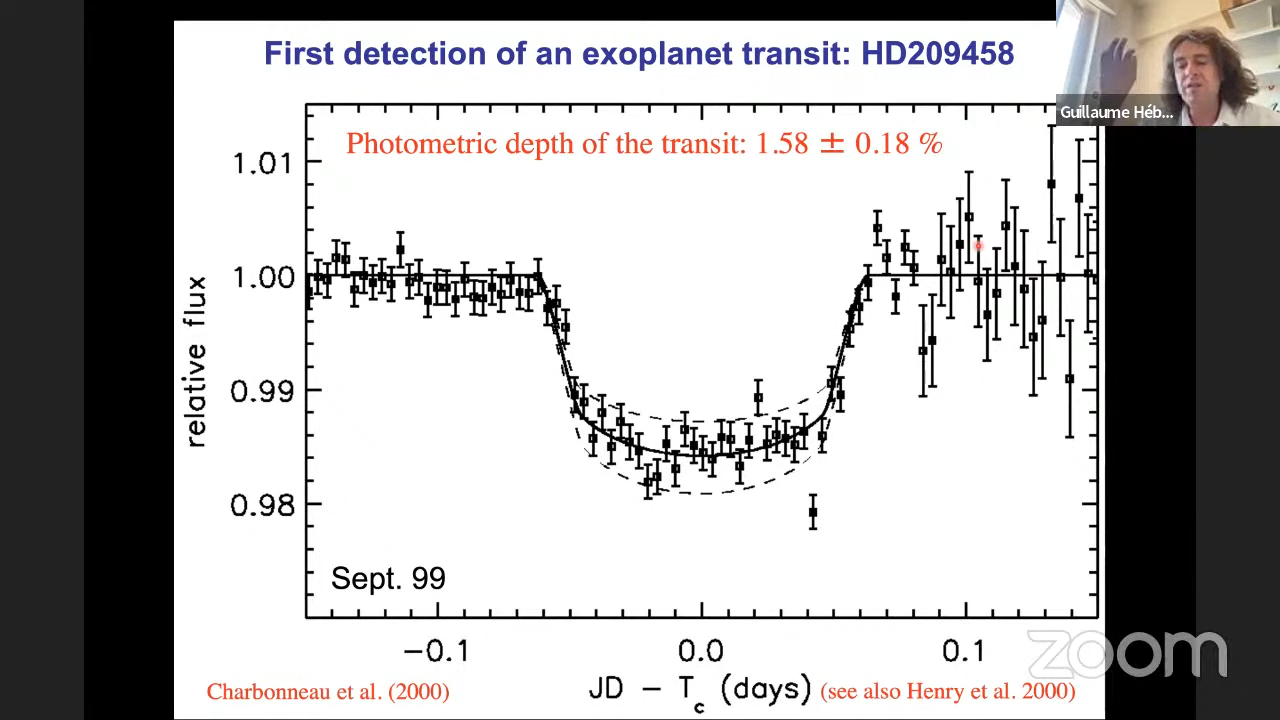 First detection of an exoplanet transit: HD209458
Guillaume Héb...
Photometric depth of the transit: 1.58 ± 0.18 %
1.01
1.00
0.99
0.98
relative flux
Sept. 99
−0.1
0.0
0.1
zoom
JD − Tc (days)
Charbonneau et al. (2000)
(see also Henry et al. 2000)